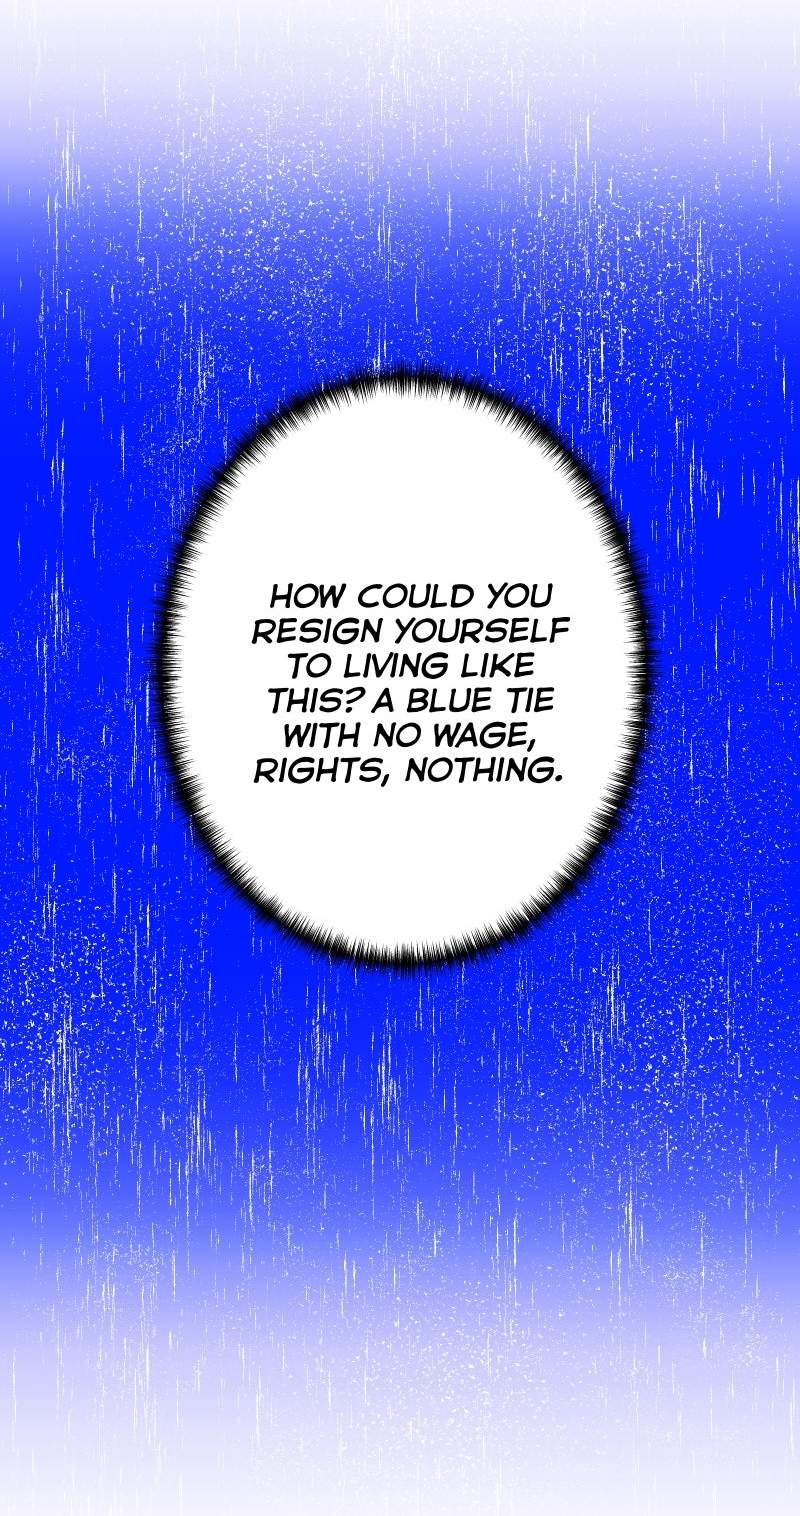 HOW COULD YOU
RESIGN YOURSELF
TO LIVING LIKE
THIS? A BLUE TIE
WITH NO WAGE,
RIGHTS, NOTHING.